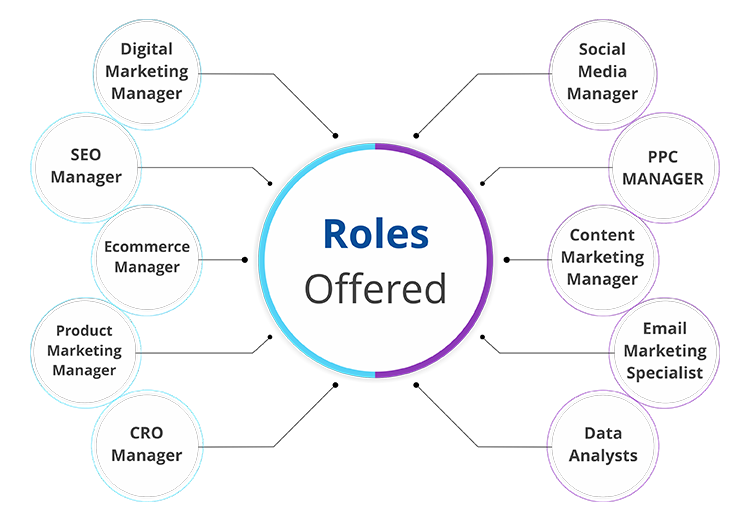 Digital
Marketing
Manager
SEO
Manager
Ecommerce
Manager
Product
Marketing
Manager
CRO
Manager
Roles
Offered
Social
Media
Manager
PPC
MANAGER
Content
Marketing
Manager
Email
Marketing
Specialist
Data
Analysts